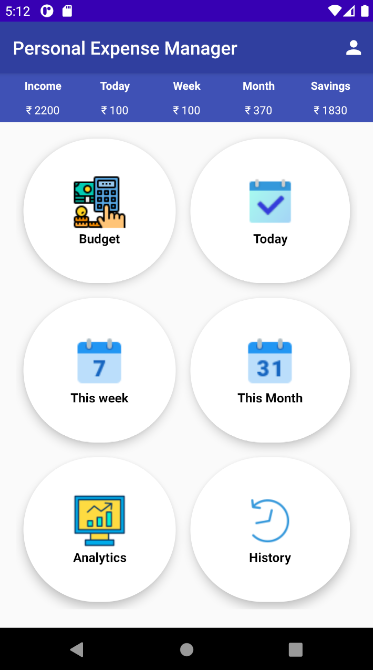 5:12
Personal Expense Manager
Income Today Week Month Savings
₹ 2200 ₹ 100 ₹ 100 ₹ 370 ₹ 1830
Budget Today
7 31
This week This Month
Analytics History